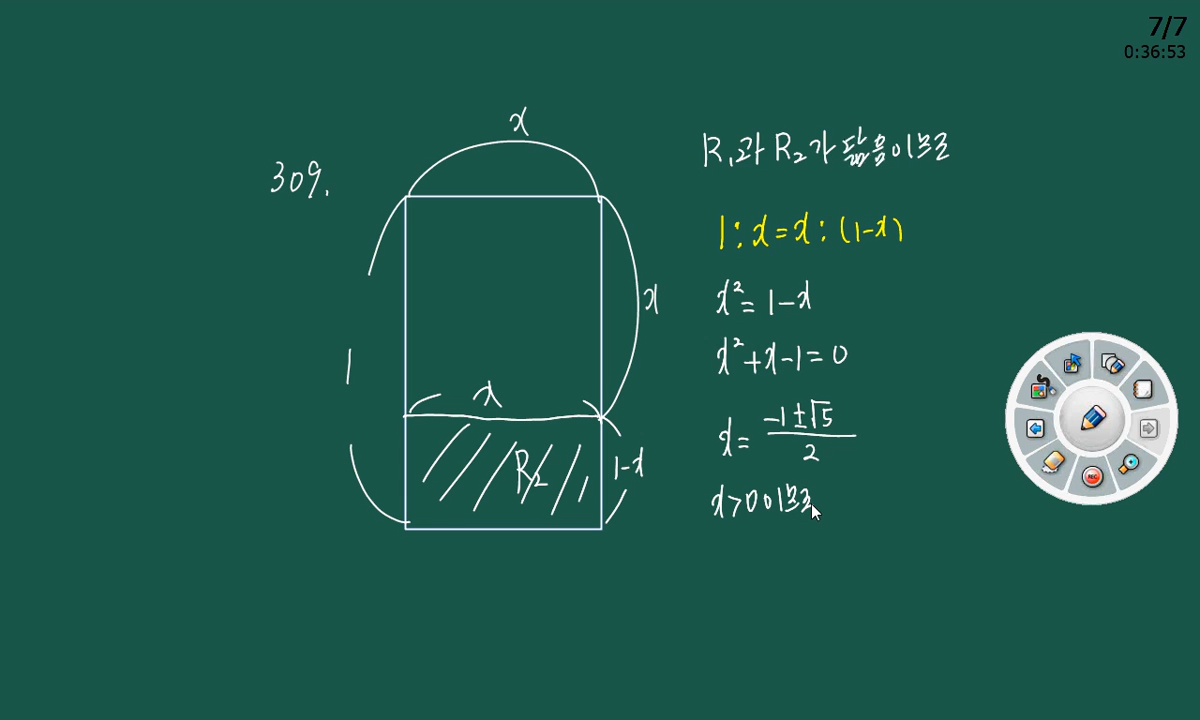 7/7
0:36:53
309.
x
R₁과 R₂가 닮음이므로
1 : x = x : (1-x)
x
x² = 1-x
x²+x-1=0
1
x
x = (-1±√5)/2
R₂
1-x
x>0이므로
REC